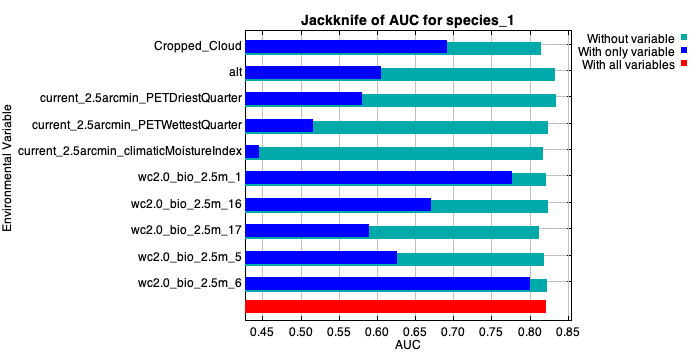 Jackknife of AUC for species_1
Without variable
With only variable
With all variables
Environmental Variable
Cropped_Cloud
alt
current_2.5arcmin_PETDriestQuarter
current_2.5arcmin_PETWettestQuarter
current_2.5arcmin_climaticMoistureIndex
wc2.0_bio_2.5m_1
wc2.0_bio_2.5m_16
wc2.0_bio_2.5m_17
wc2.0_bio_2.5m_5
wc2.0_bio_2.5m_6
0.45 0.50 0.55 0.60 0.65 0.70 0.75 0.80 0.85
AUC